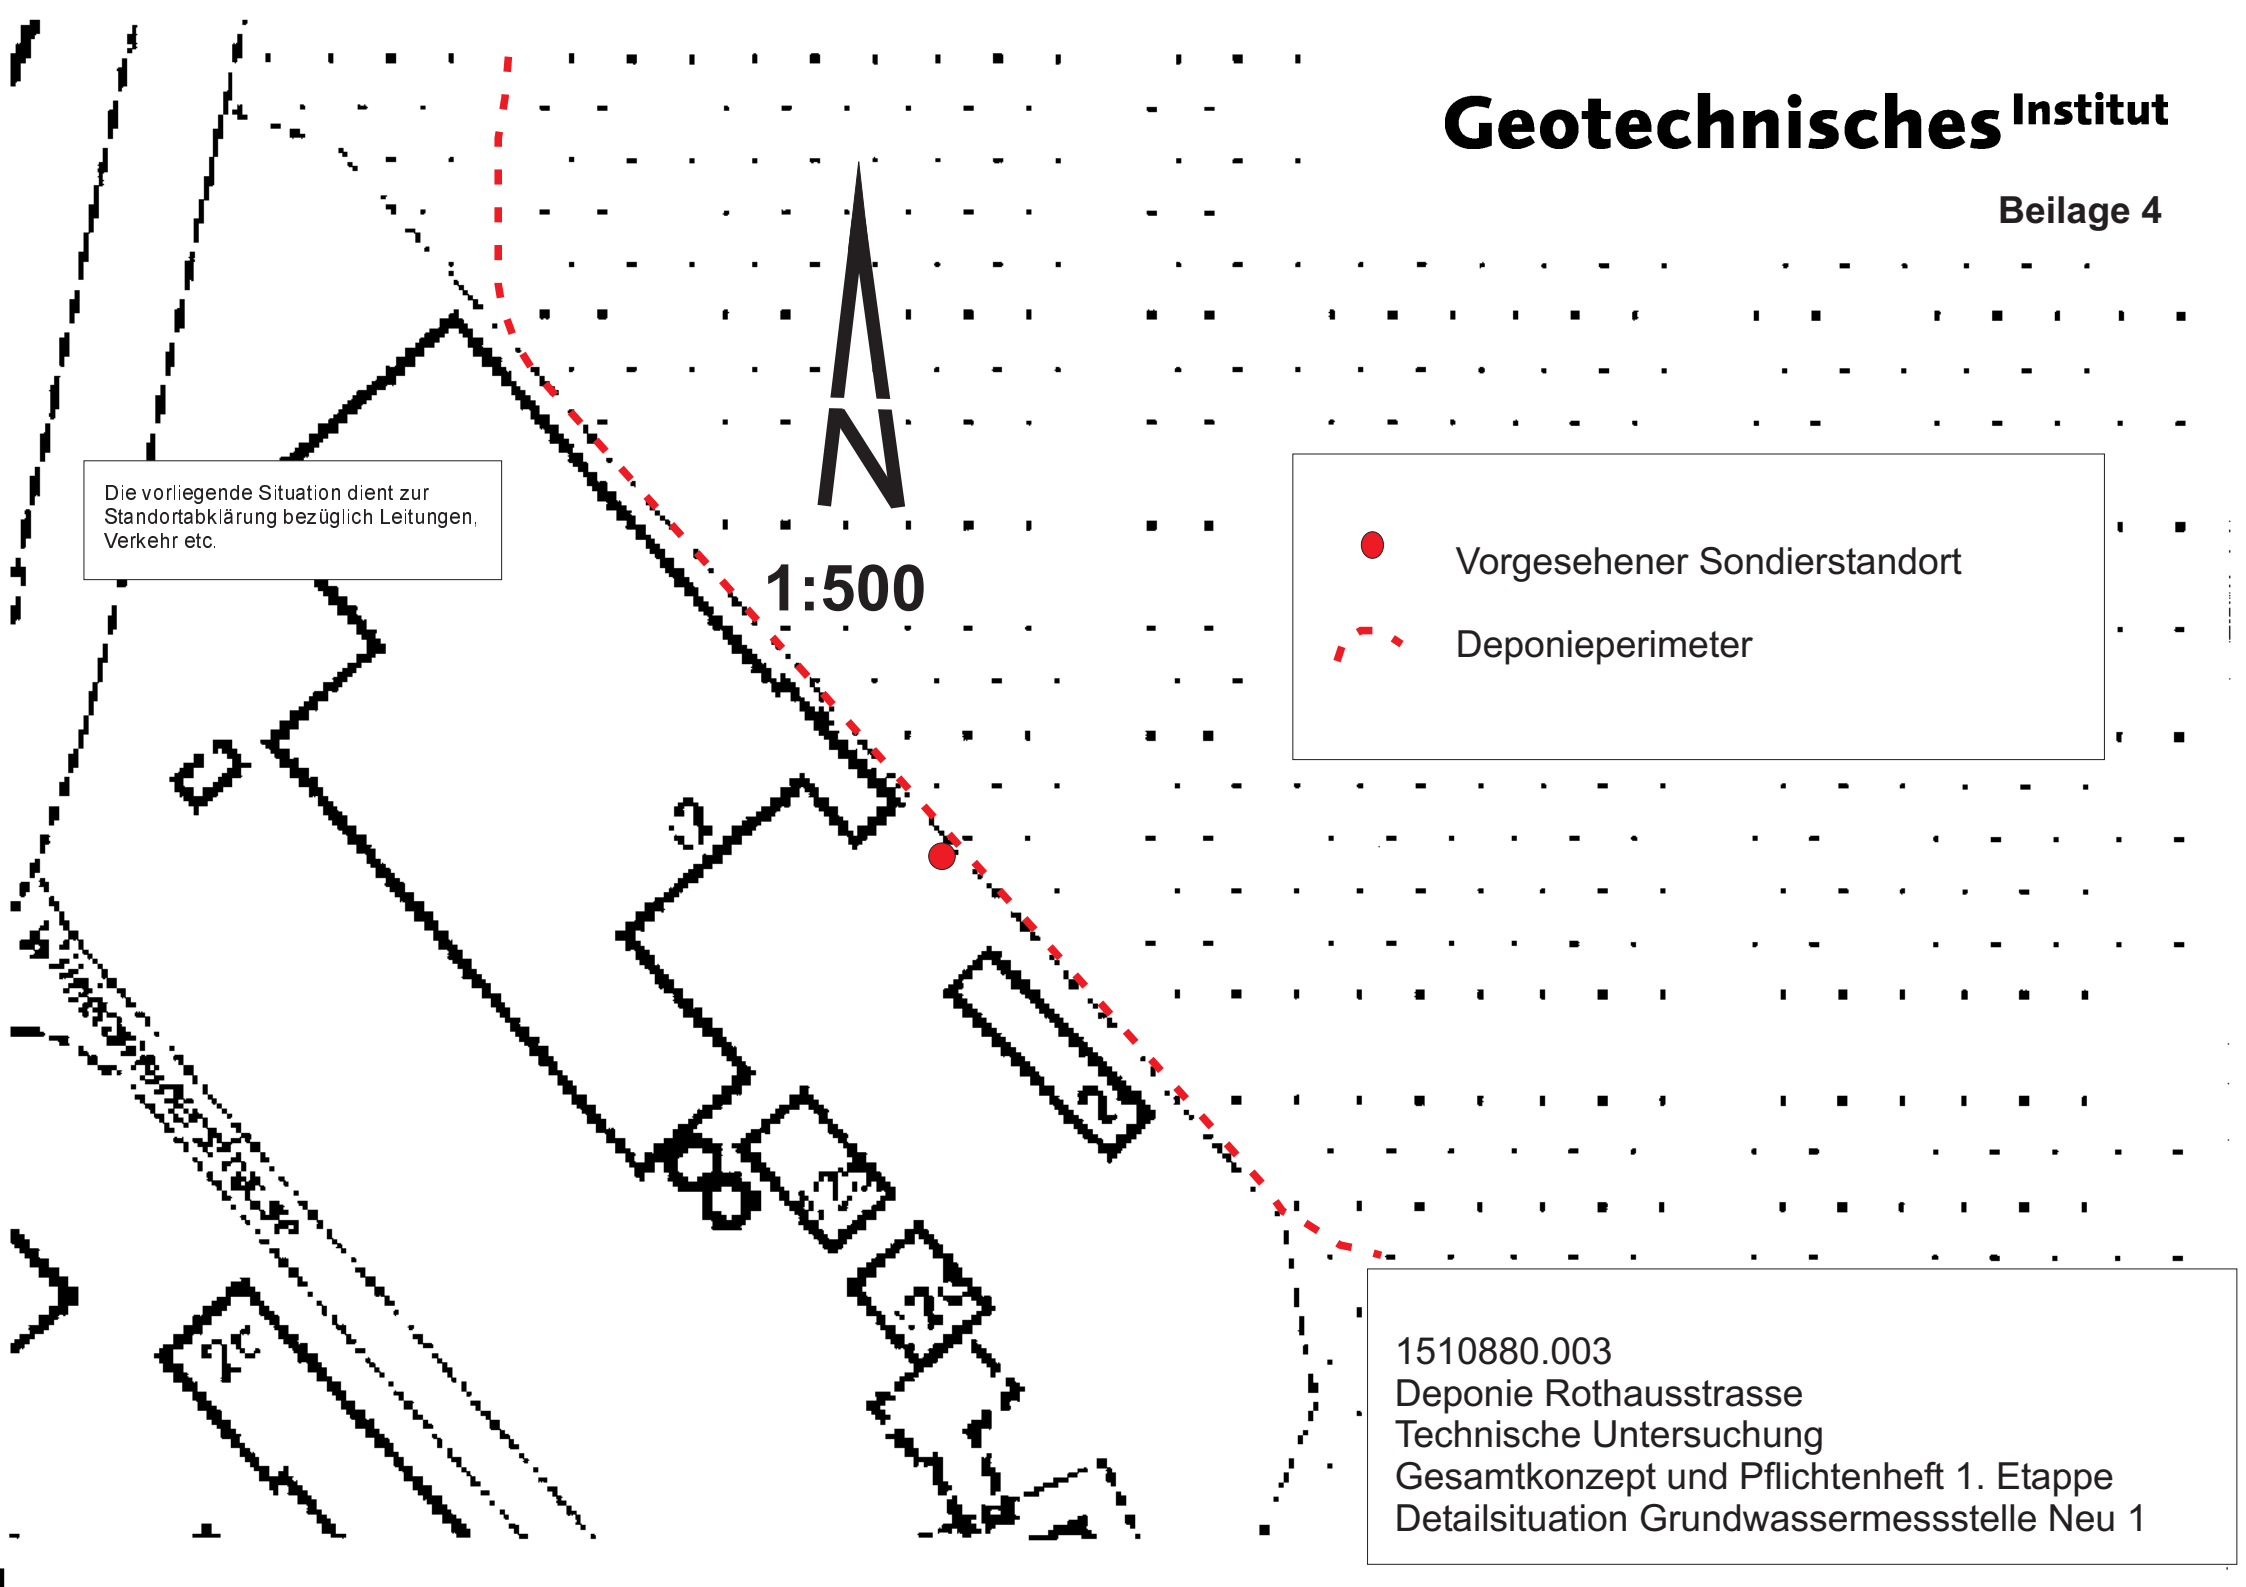 Geotechnisches Institut
Beilage 4
Die vorliegende Situation dient zur
Standortabklärung bezüglich Leitungen,
Verkehr etc.
1:500
Vorgesehener Sondierstandort
Deponieperimeter
2
1510880.003
Deponie Rothausstrasse
Technische Untersuchung
Gesamtkonzept und Pflichtenheft 1. Etappe
Detailsituation Grundwassermessstelle Neu 1